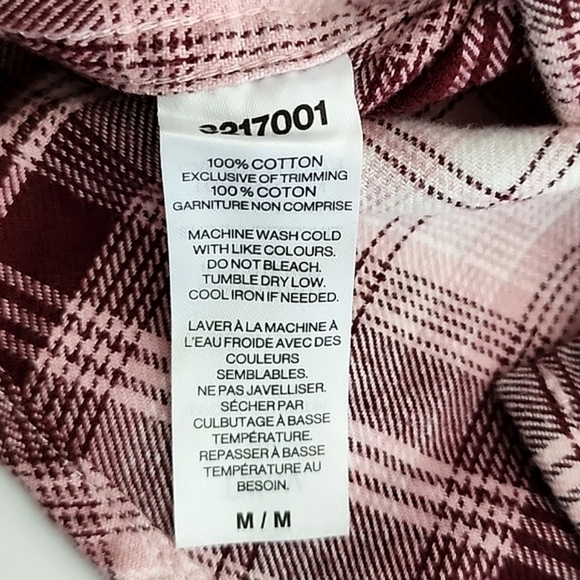 217001
100% COTTON
EXCLUSIVE OF TRIMMING
100% COTON
GARNITURE NON COMPRISE
MACHINE WASH COLD
WITH LIKE COLOURS.
DO NOT BLEACH.
TUMBLE DRY LOW.
COOL IRON IF NEEDED.
LAVER À LA MACHINE À
L'EAU FROIDE AVEC DES
COULEURS
SEMBLABLES.
NE PAS JAVELLISER.
SÉCHER PAR
CULBUTAGE À BASSE
TEMPÉRATURE.
REPASSER À BASSE
TEMPÉRATURE AU
BESOIN.
M / M